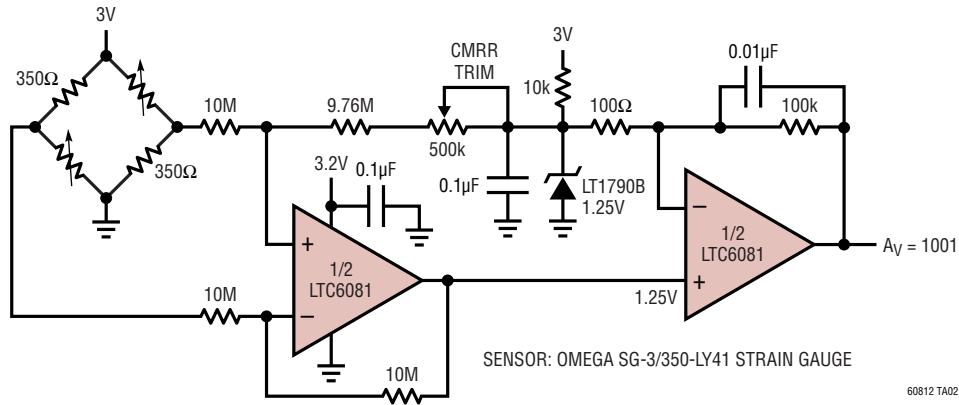 3V
350Ω
350Ω
10M
9.76M
CMRR
TRIM
500k
3V
10k
100Ω
0.01µF
100k
3.2V
0.1µF
0.1µF
LT1790B
1.25V
+
1/2
LTC6081
−
10M
10M
1.25V
−
1/2
LTC6081
+
AV = 1001
SENSOR: OMEGA SG-3/350-LY41 STRAIN GAUGE
60812 TA02